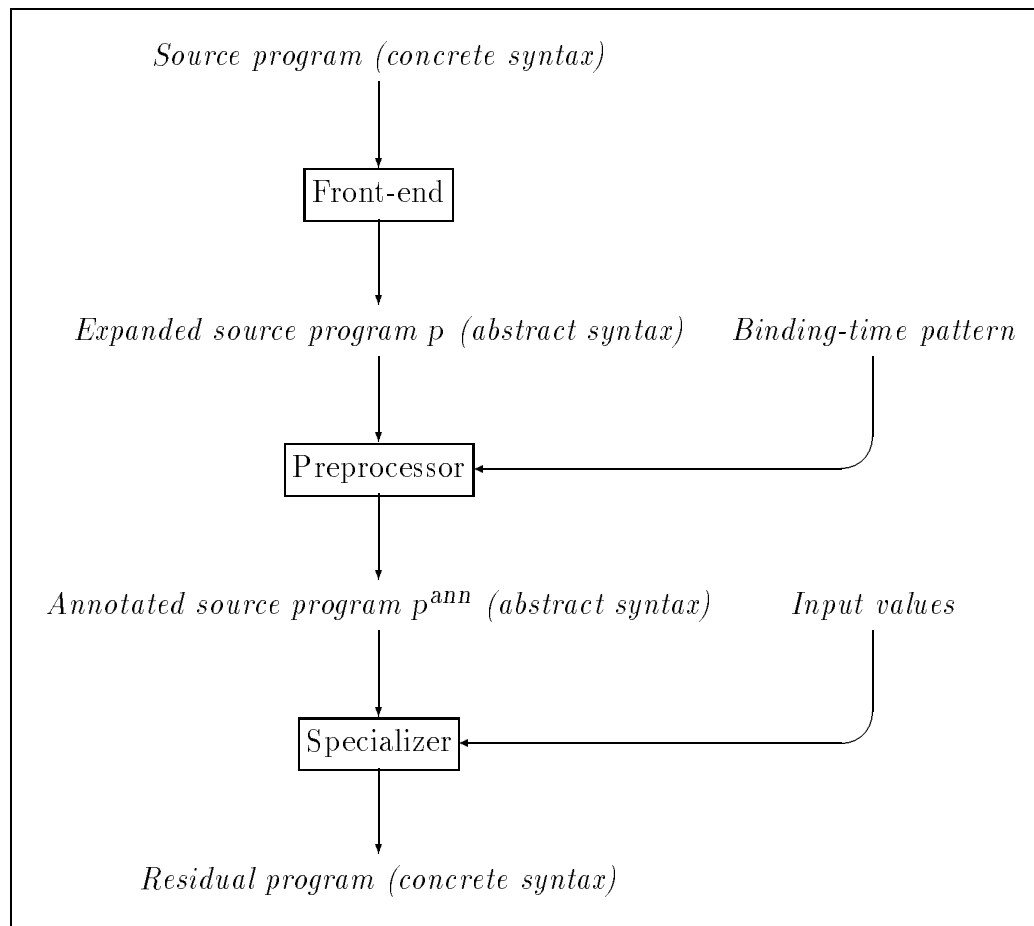 Source program (concrete syntax)
Front-end
Expanded source program p (abstract syntax) Binding-time pattern
Preprocessor
Annotated source program p^ann (abstract syntax) Input values
Specializer
Residual program (concrete syntax)